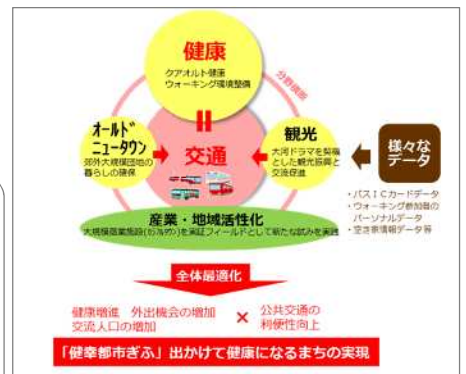 健康
クアオルト健康
ウォーキング環境整備
分野横断
オールド
ニュータウン
郊外大規模団地の
暮らしの確保
交通
観光
大河ドラマを契機
とした観光振興と
交流促進
様々な
データ
・バスICカードデータ
・ウォーキング参加者の
パーソナルデータ
・空き家情報データ等
産業・地域活性化
大規模商業施設(カラフルタウン)を実証フィールドとして新たな試みを実践
全体最適化
健康増進 外出機会の増加
交流人口の増加
×
公共交通の
利便性向上
「健幸都市ぎふ」出かけて健康になるまちの実現